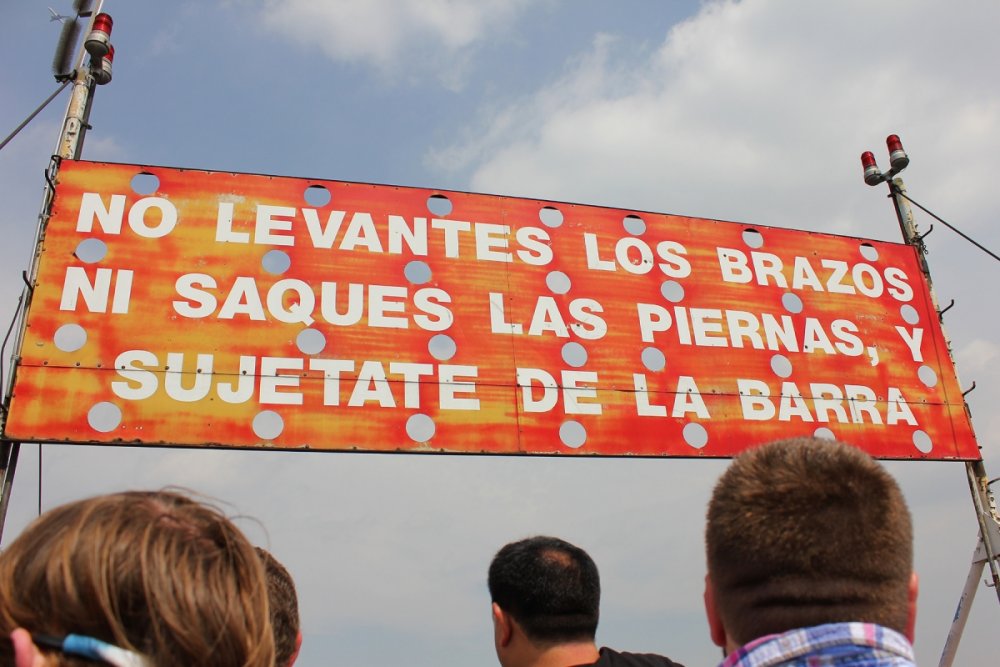 NO LEVANTES LOS BRAZOS
NI SAQUES LAS PIERNAS, Y
SUJETATE DE LA BARRA